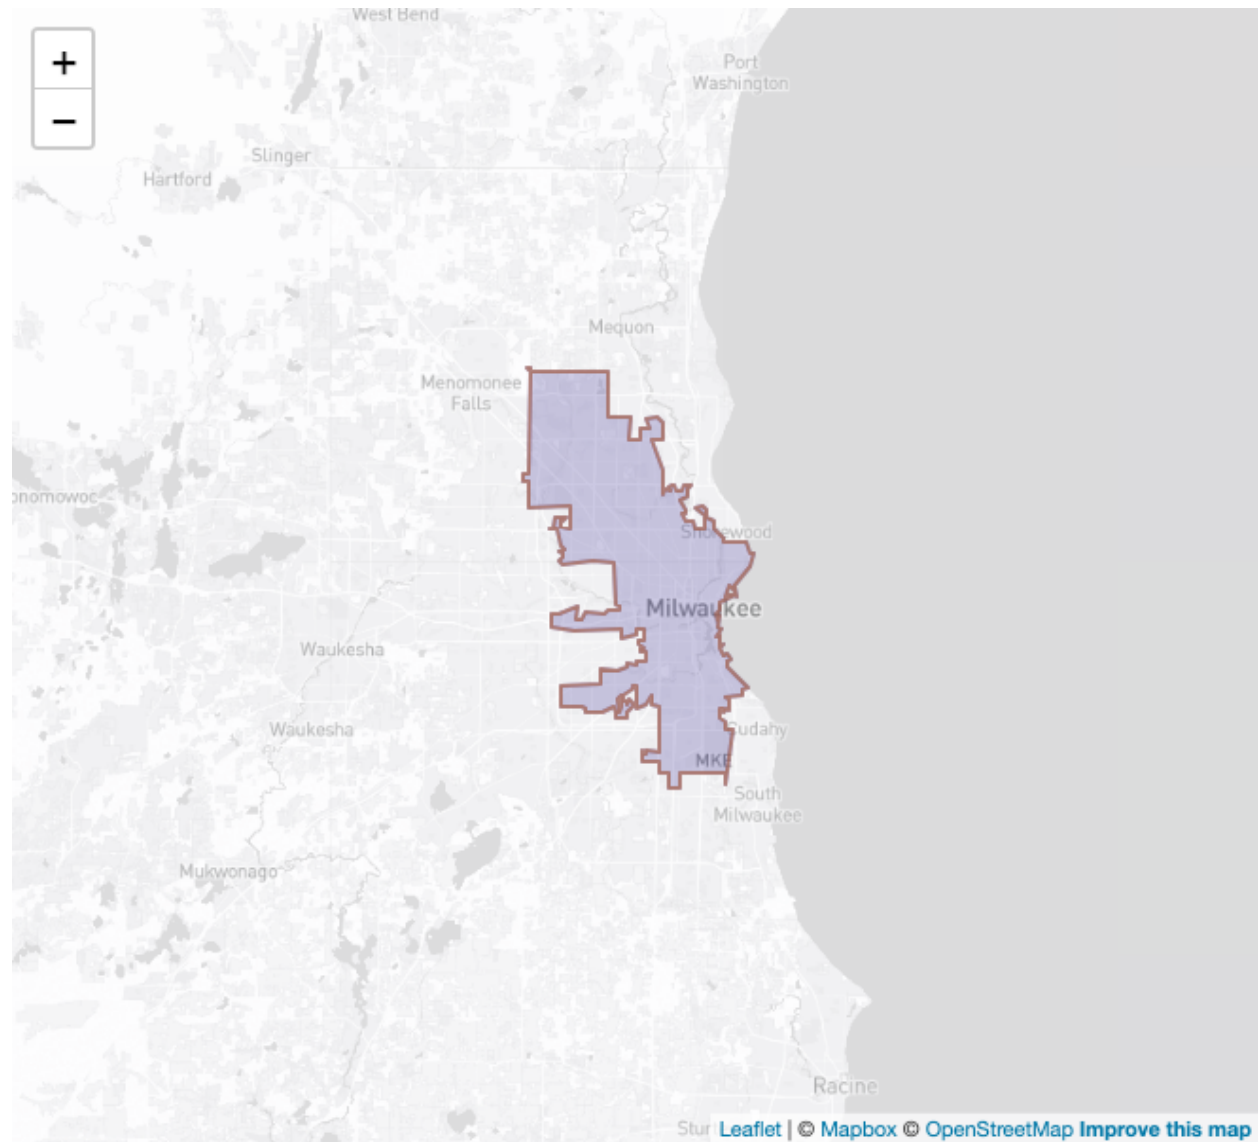 West Bend
+
−
Port
Washington
Slinger
Hartford
Mequon
Menomonee
Falls
onomowoc
Shorewood
Milwaukee
Waukesha
Waukesha
Cudahy
MKE
South
Milwaukee
Mukwonago
Racine
Stur
Leaflet | © Mapbox © OpenStreetMap Improve this map